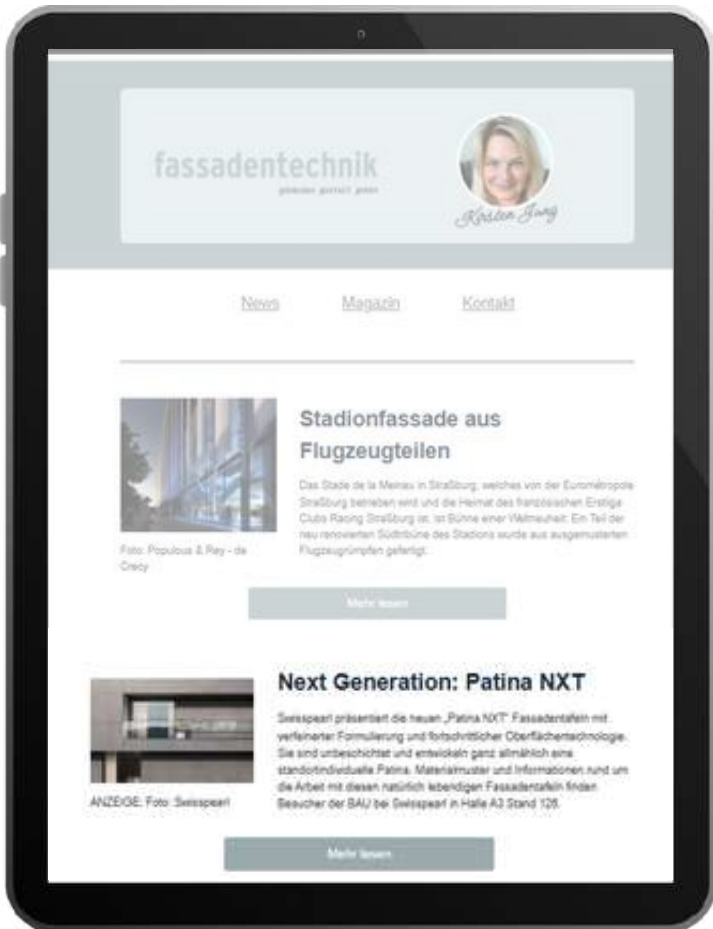 fassadentechnik
Kirsten Jung
News Magazin Kontakt
Stadionfassade aus
Flugzeugteilen
Das Stade de la Meinau in Straßburg, welches von der Eurométropole
Straßburg betrieben wird und die Heimat des französischen Erstliga
Clubs Racing Straßburg ist, ist Bühne einer Weltneuheit: Ein Teil der
neu renovierten Südtribüne des Stadions wurde aus ausgemusterten
Flugzeugrümpfen gefertigt.
Foto: Populous & Rey - de
Crecy
Mehr lesen
Next Generation: Patina NXT
Swisspearl präsentiert die neuen „Patina NXT“ Fassadentafeln mit
verfeinerter Formulierung und fortschrittlicher Oberflächentechnologie.
Sie sind unbeschichtet und entwickeln ganz allmählich eine
standortindividuelle Patina. Materialmuster und Informationen rund um
die Arbeit mit diesen natürlich lebendigen Fassadentafeln finden
Besucher der BAU bei Swisspearl in Halle A3 Stand 126.
ANZEIGE; Foto: Swisspearl
Mehr lesen